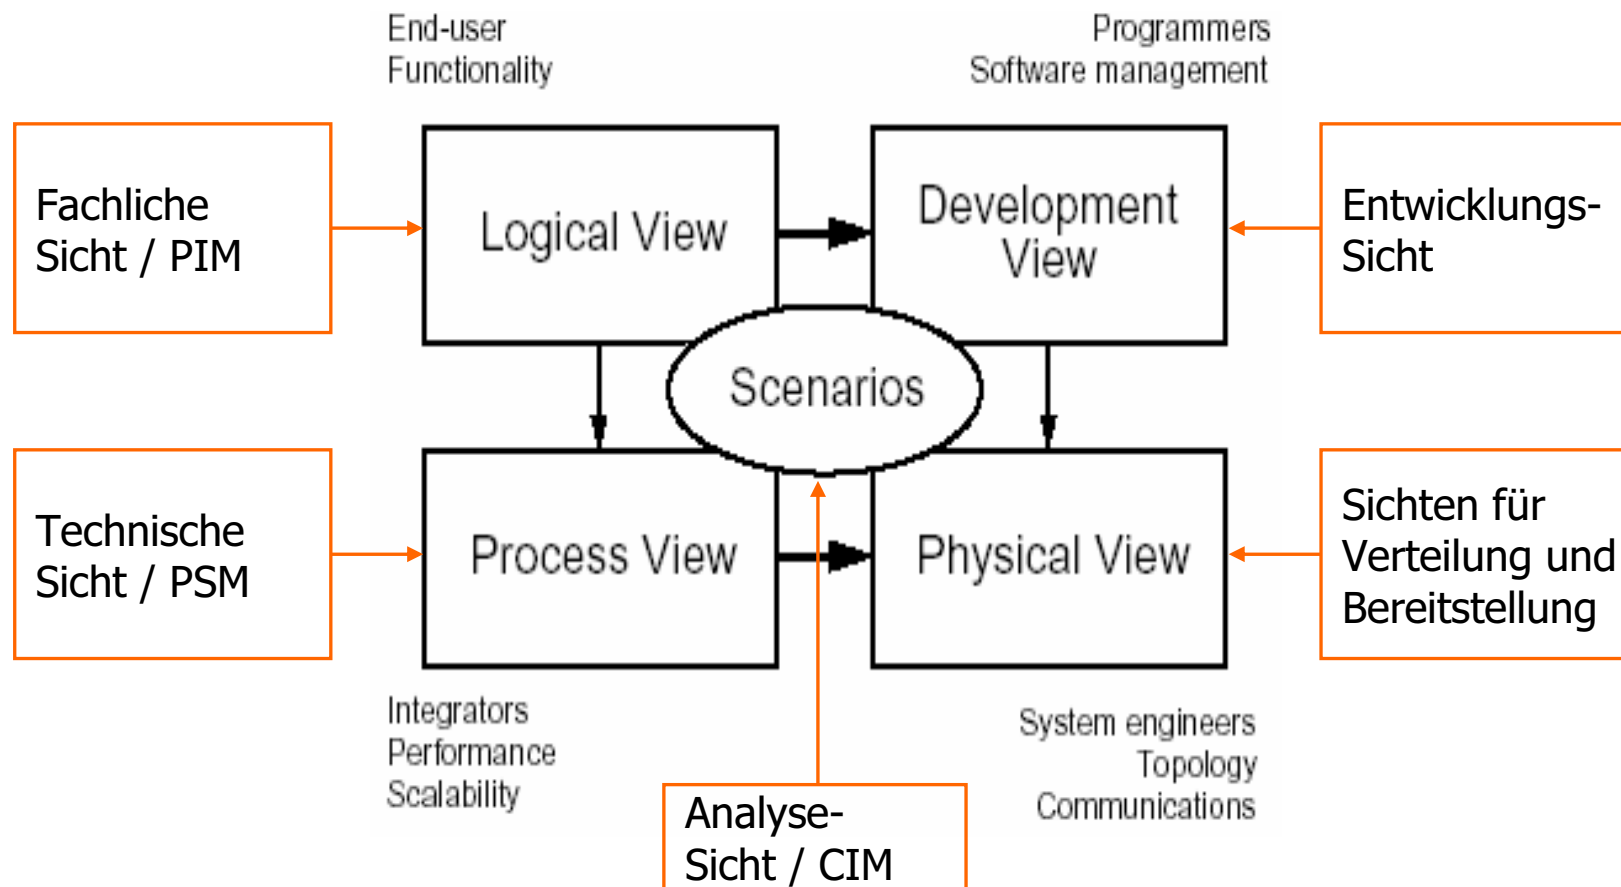 End-user
Functionality
Programmers
Software management
Fachliche
Sicht / PIM
Logical View
Development
View
Entwicklungs-
Sicht
Scenarios
Technische
Sicht / PSM
Process View
Physical View
Sichten für
Verteilung und
Bereitstellung
Integrators
Performance
Scalability
System engineers
Topology
Communications
Analyse-
Sicht / CIM